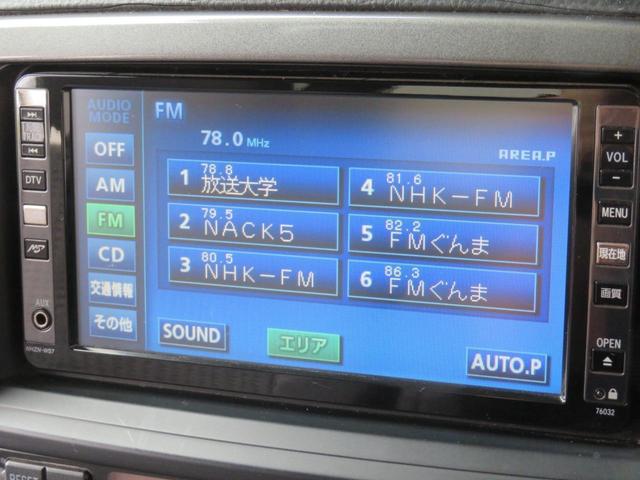 AUDIO MODE
FM
78.0 MHz
AREA.P
OFF
AM
FM
CD
交通情報
その他
1 78.8 放送大学
2 79.5 NACK5
3 80.5 NHK-FM
4 81.6 NHK-FM
5 82.2 FMぐんま
6 86.3 FMぐんま
SOUND
エリア
AUTO.P
DTV
AUX
NHZN-W57
+
VOL
-
MENU
現在地
画質
OPEN
76032
RESET